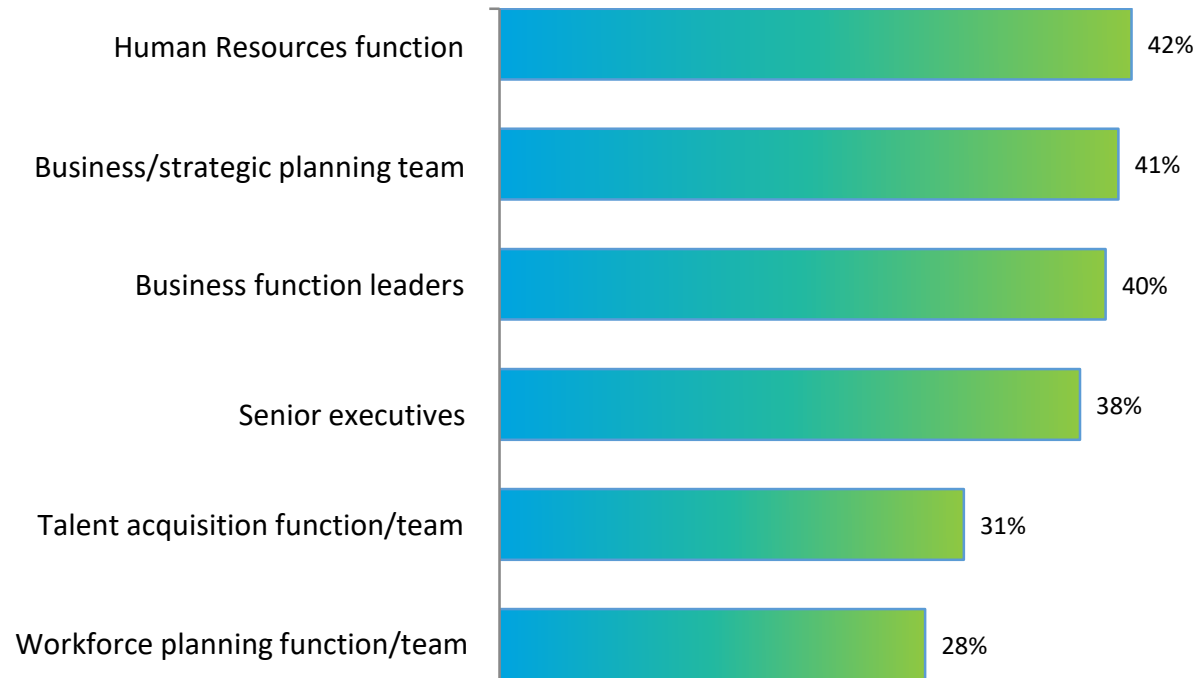 Human Resources function 42%
Business/strategic planning team 41%
Business function leaders 40%
Senior executives 38%
Talent acquisition function/team 31%
Workforce planning function/team 28%